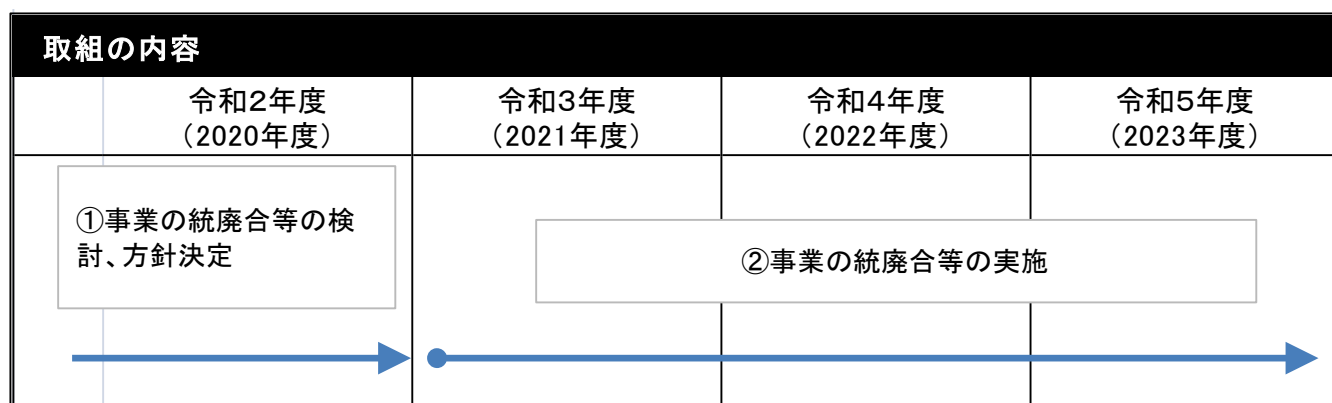 取組の内容
令和2年度
（2020年度）
令和3年度
（2021年度）
令和4年度
（2022年度）
令和5年度
（2023年度）
①事業の統廃合等の検
討、方針決定
②事業の統廃合等の実施